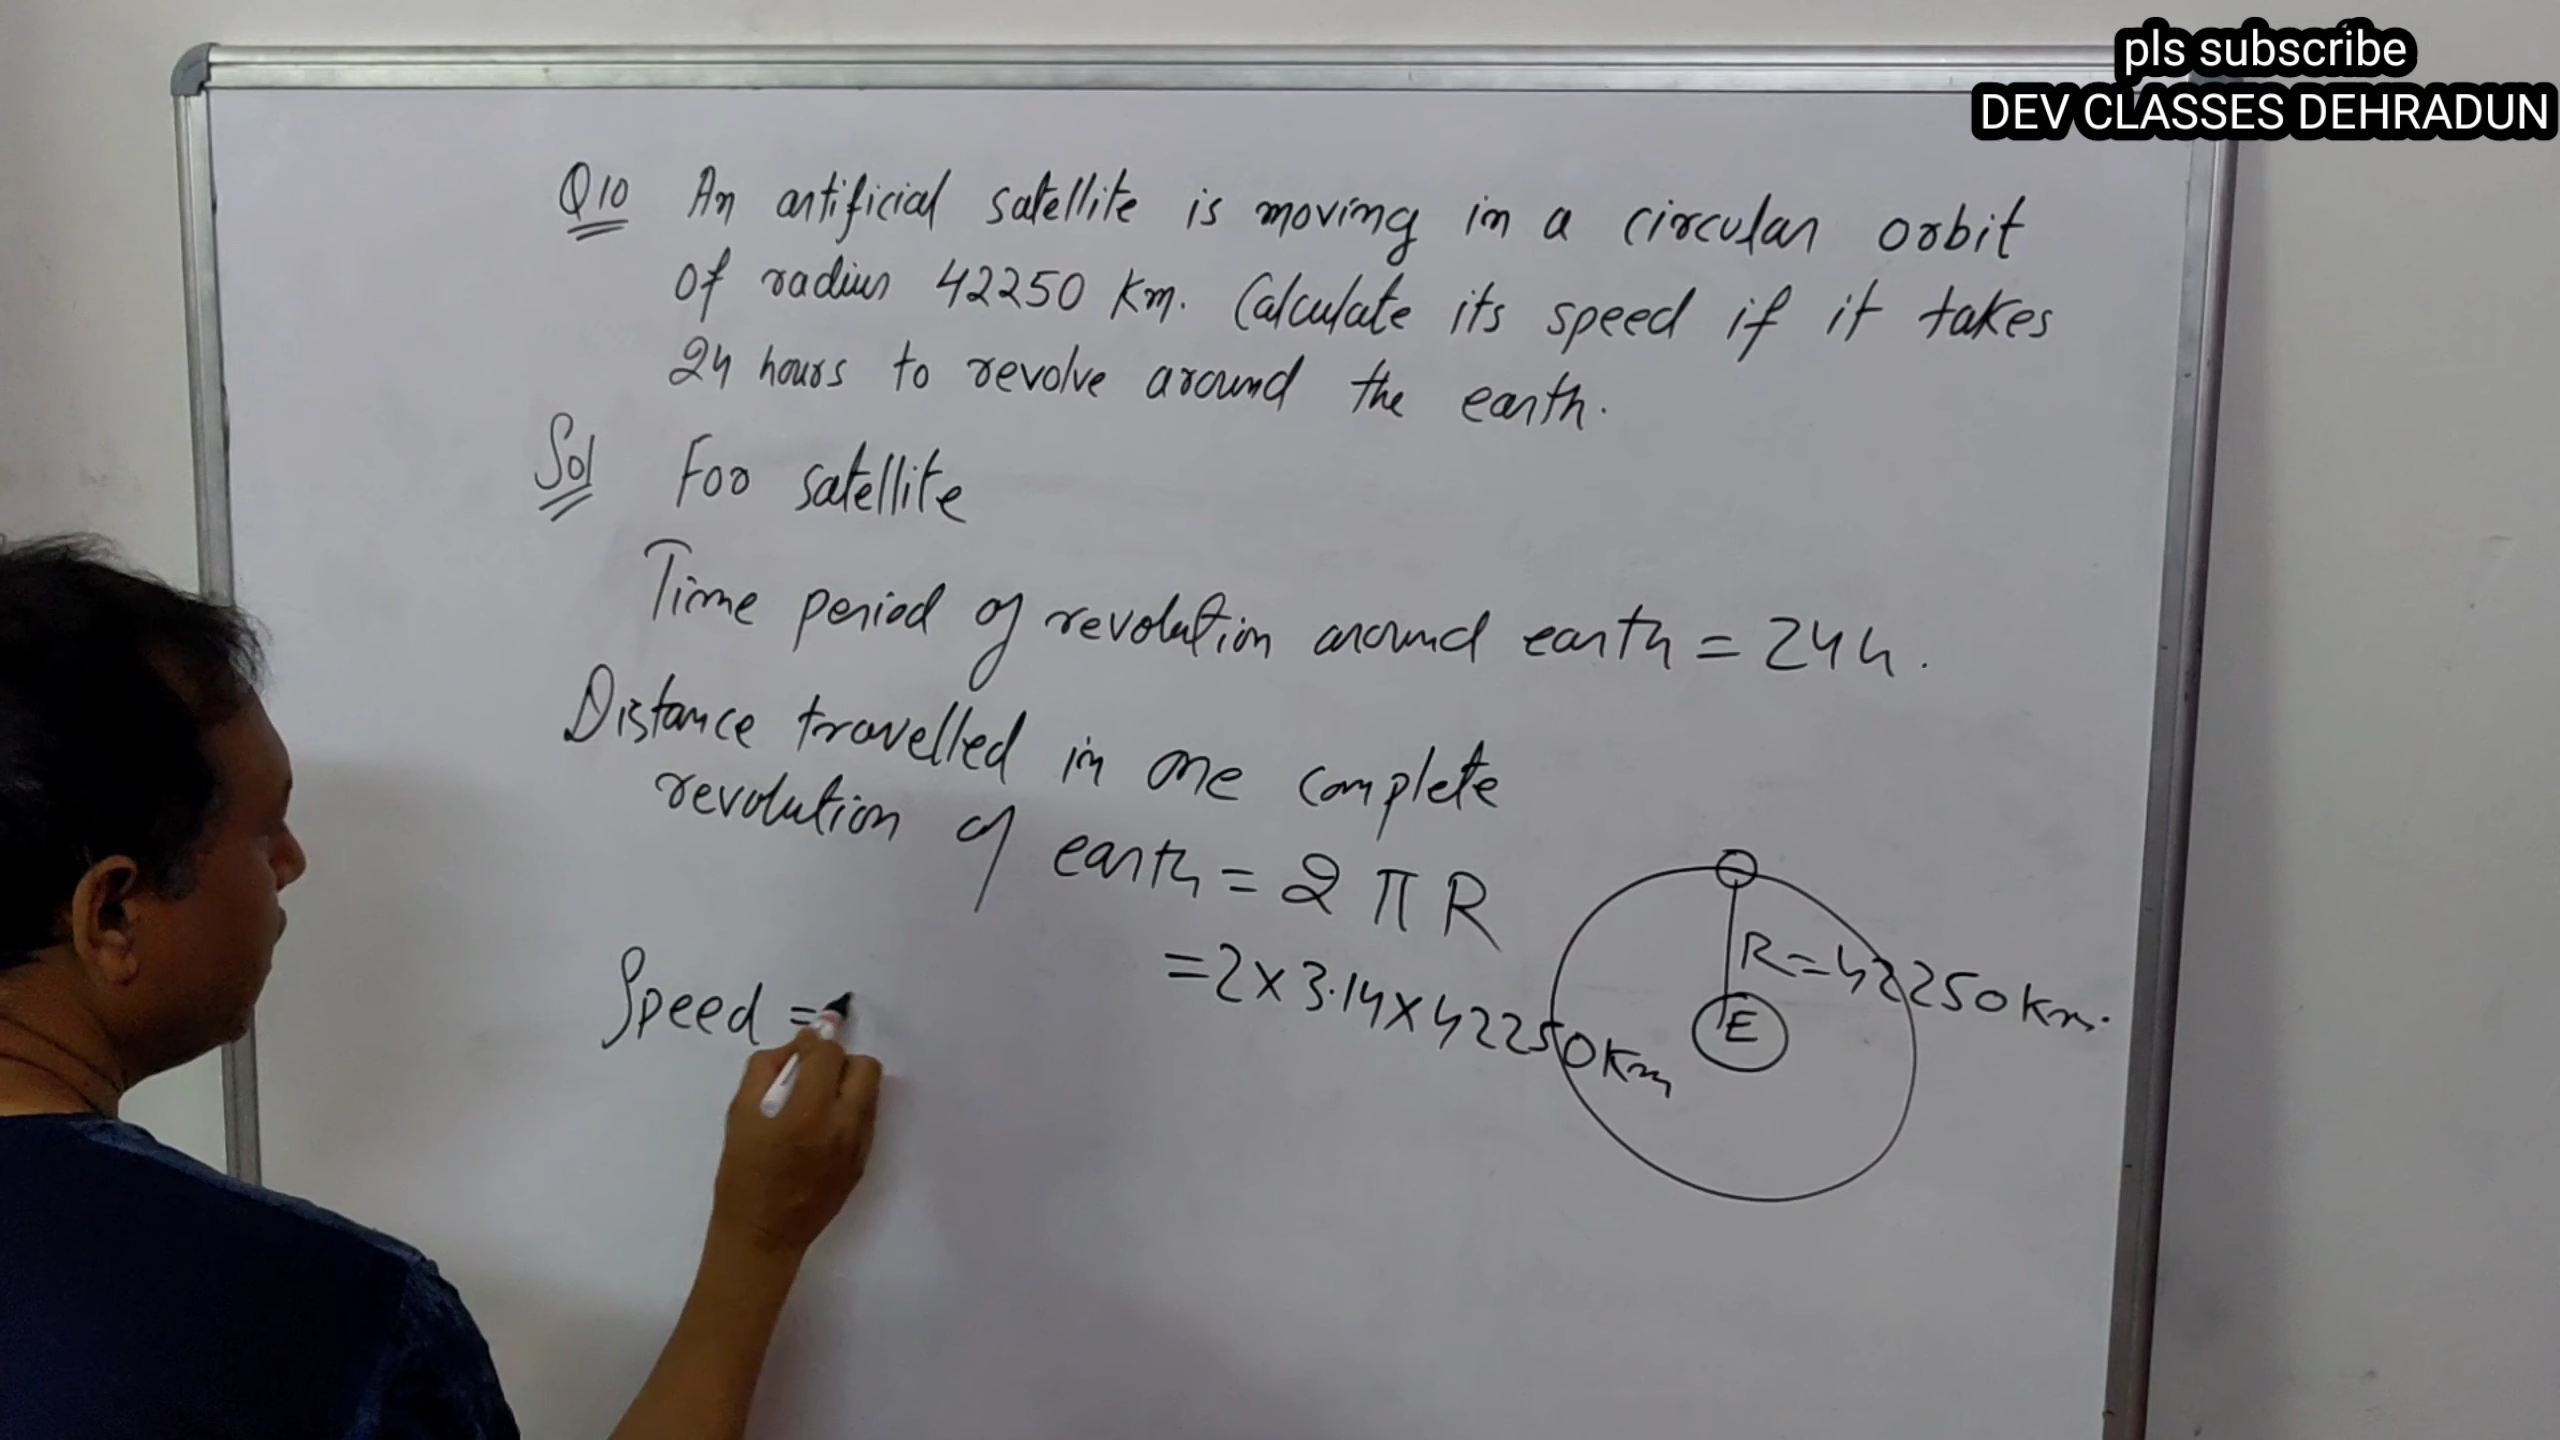 pls subscribe
DEV CLASSES DEHRADUN
Q10 An artificial satellite is moving in a circular orbit
of radius 42250 Km. Calculate its speed if it takes
24 hours to revolve around the earth.
Sol For satellite
Time period of revolution around earth = 24 h.
Distance travelled in one complete
revolution of earth = 2 π R
= 2 × 3.14 × 42250 Km
R = 42250 Km.
E
Speed =